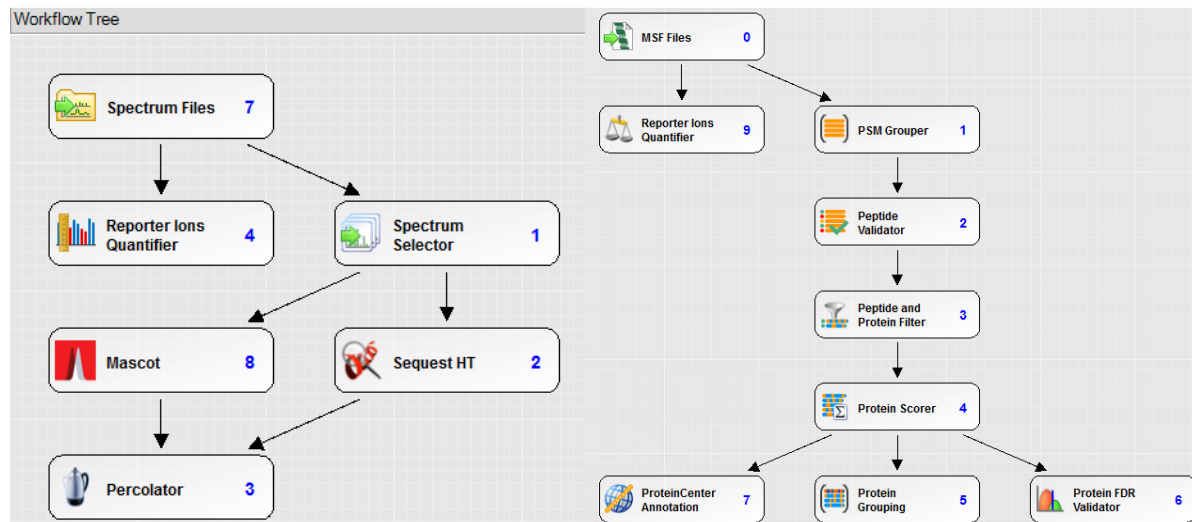 Workflow Tree
Spectrum Files 7
Reporter Ions
Quantifier 4
Spectrum
Selector 1
Mascot 8
Sequest HT 2
Percolator 3
MSF Files 0
Reporter Ions
Quantifier 9
PSM Grouper 1
Peptide
Validator 2
Peptide and
Protein Filter 3
Protein Scorer 4
ProteinCenter
Annotation 7
Protein
Grouping 5
Protein FDR
Validator 6